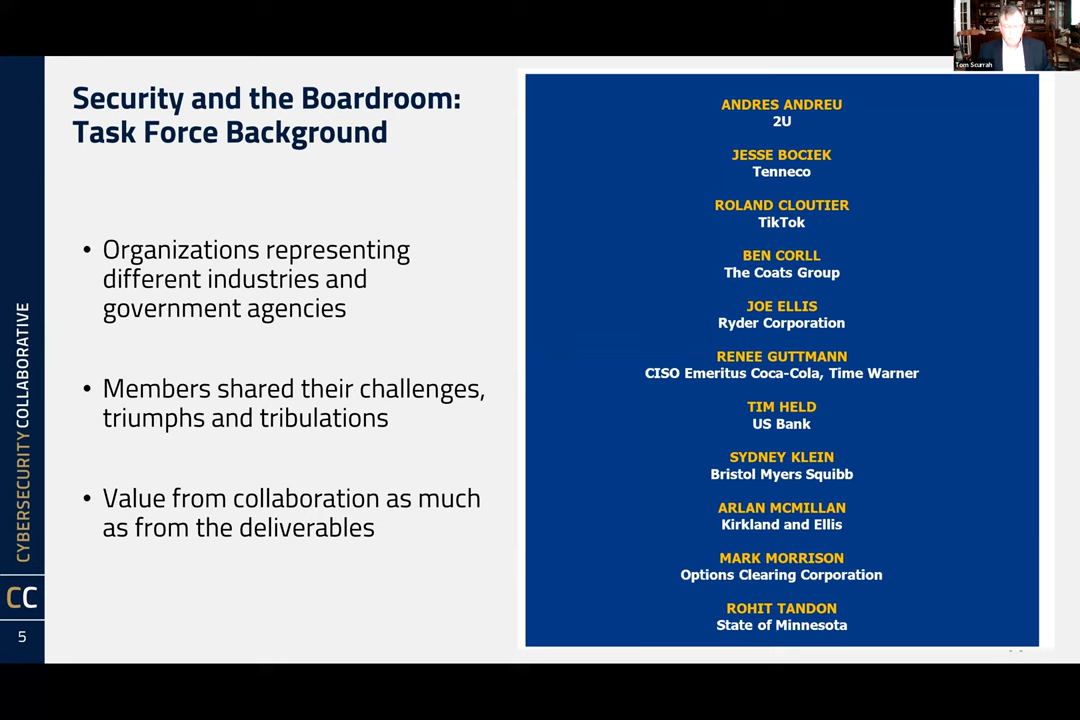 Tom Scurrah
Security and the Boardroom:
Task Force Background
• Organizations representing
different industries and
government agencies
• Members shared their challenges,
triumphs and tribulations
• Value from collaboration as much
as from the deliverables
ANDRES ANDREU
2U
JESSE BOCIEK
Tenneco
ROLAND CLOUTIER
TikTok
BEN CORLL
The Coats Group
JOE ELLIS
Ryder Corporation
RENEE GUTTMANN
CISO Emeritus Coca-Cola, Time Warner
TIM HELD
US Bank
SYDNEY KLEIN
Bristol Myers Squibb
ARLAN MCMILLAN
Kirkland and Ellis
MARK MORRISON
Options Clearing Corporation
ROHIT TANDON
State of Minnesota
CYBERSECURITY COLLABORATIVE
CC
5